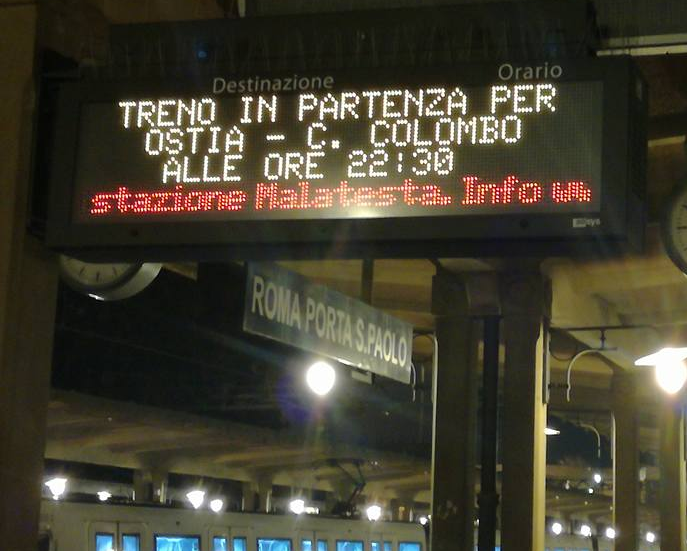 Destinazione Orario
TRENO IN PARTENZA PER
OSTIA - C. COLOMBO
ALLE ORE 22:30
stazione Malatesta. Info
ROMA PORTA S.PAOLO